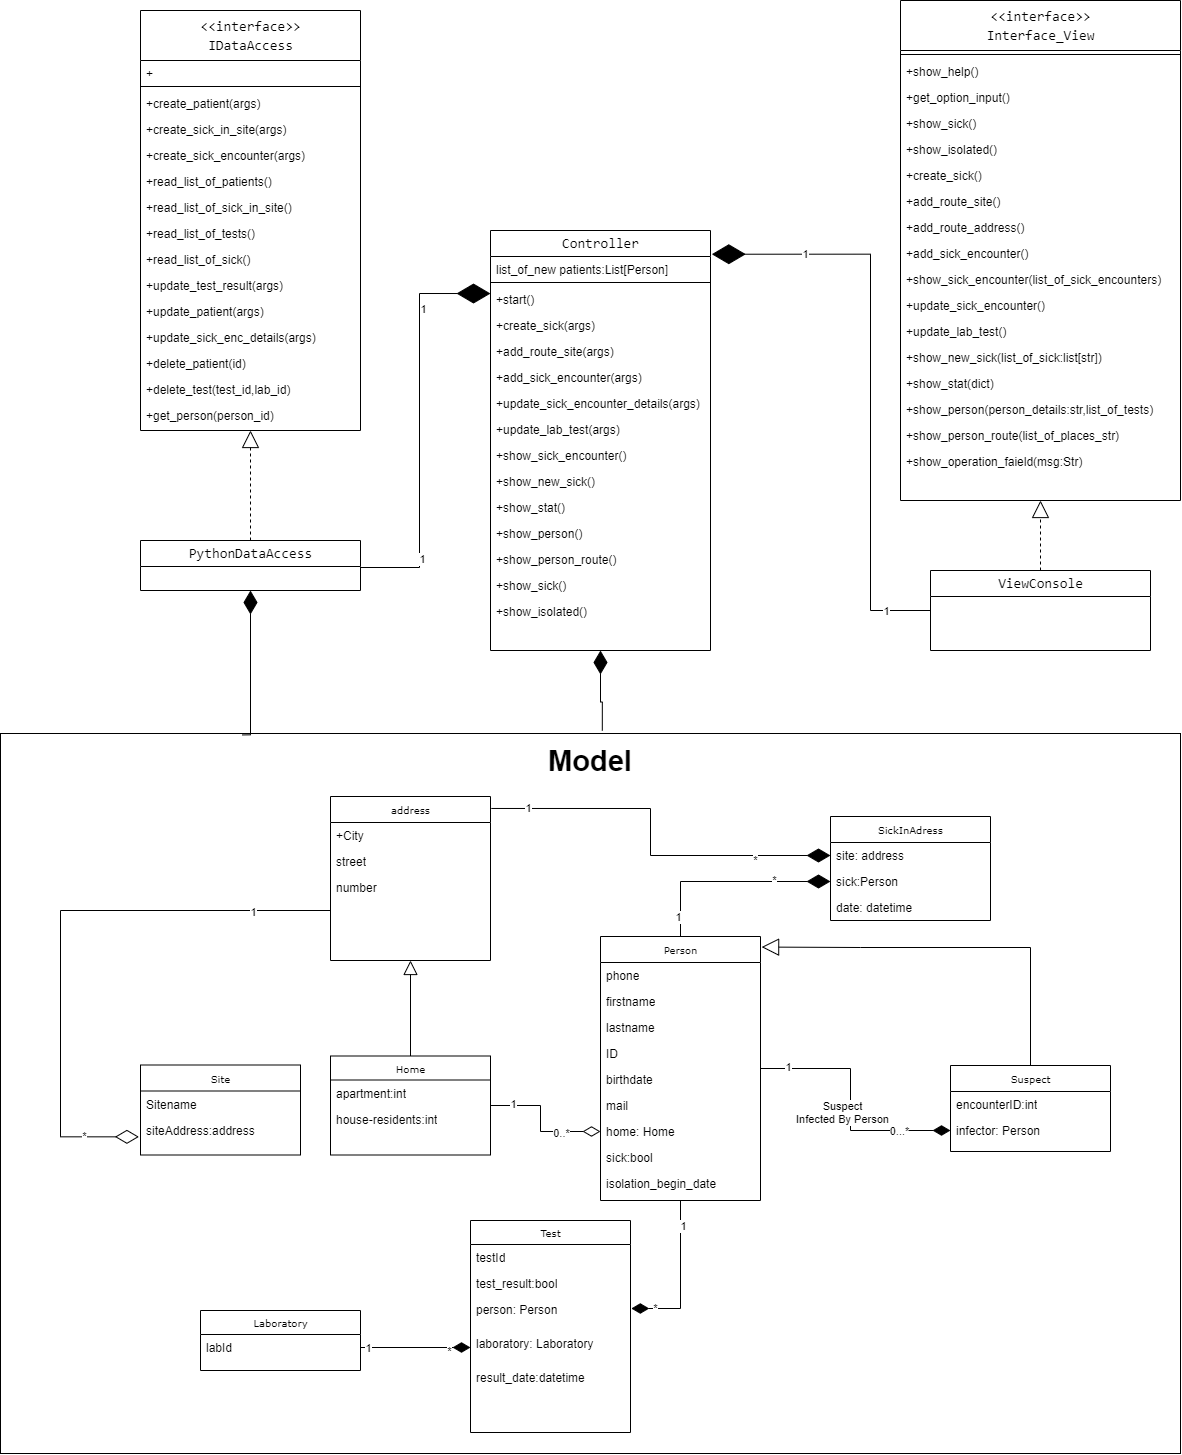 <<interface>>
IDataAccess
+
+create_patient(args)
+create_sick_in_site(args)
+create_sick_encounter(args)
+read_list_of_patients()
+read_list_of_sick_in_site()
+read_list_of_tests()
+read_list_of_sick()
+update_test_result(args)
+update_patient(args)
+update_sick_enc_details(args)
+delete_patient(id)
+delete_test(test_id,lab_id)
+get_person(person_id)
PythonDataAccess
1
1
Controller
list_of_new patients:List[Person]
+start()
+create_sick(args)
+add_route_site(args)
+add_sick_encounter(args)
+update_sick_encounter_details(args)
+update_lab_test(args)
+show_sick_encounter()
+show_new_sick()
+show_stat()
+show_person()
+show_person_route()
+show_sick()
+show_isolated()
1
1
<<interface>>
Interface_View
+show_help()
+get_option_input()
+show_sick()
+show_isolated()
+create_sick()
+add_route_site()
+add_route_address()
+add_sick_encounter()
+show_sick_encounter(list_of_sick_encounters)
+update_sick_encounter()
+update_lab_test()
+show_new_sick(list_of_sick:list[str])
+show_stat(dict)
+show_person(person_details:str,list_of_tests)
+show_person_route(list_of_places_str)
+show_operation_faield(msg:Str)
ViewConsole
Model
address
+City
street
number
1
*
SickInAdress
site: address
sick:Person
date: datetime
*
1
1
*
Site
Sitename
siteAddress:address
Home
apartment:int
house-residents:int
1
0..*
Person
phone
firstname
lastname
ID
birthdate
mail
home: Home
sick:bool
isolation_begin_date
1
Suspect
Infected By Person
0...*
Suspect
encounterID:int
infector: Person
1
*
Test
testId
test_result:bool
person: Person
laboratory: Laboratory
result_date:datetime
Laboratory
labId
1
*